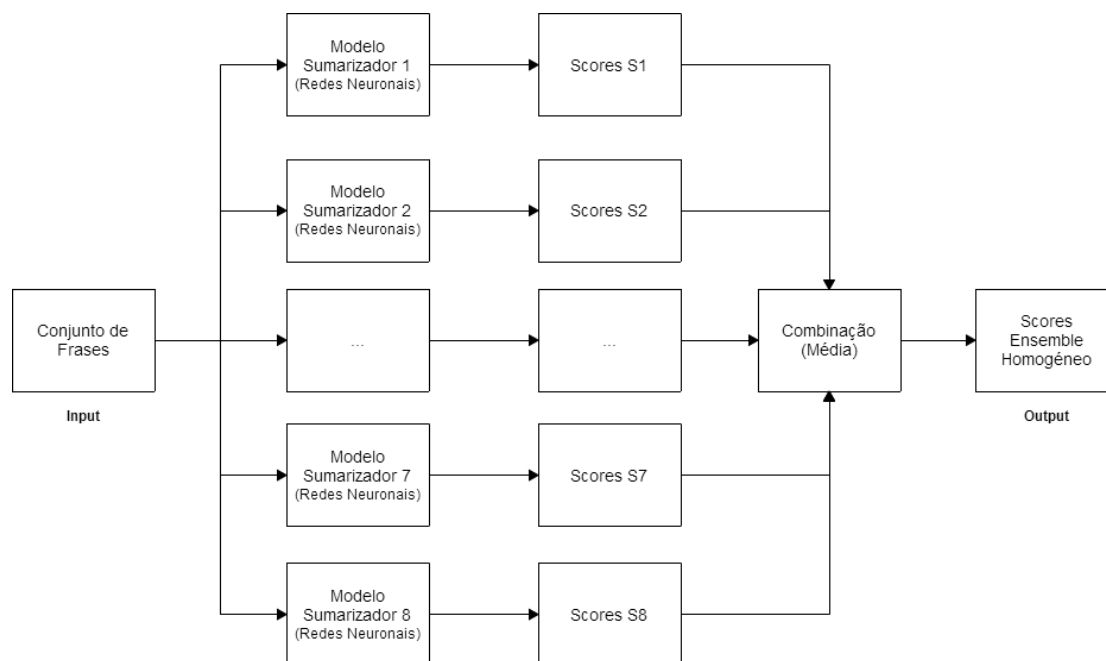 Modelo
Sumarizador 1
(Redes Neuronais)
Scores S1
Modelo
Sumarizador 2
(Redes Neuronais)
Scores S2
Conjunto de
Frases
Input
...
...
Combinação
(Média)
Scores
Ensemble
Homogéneo
Output
Modelo
Sumarizador 7
(Redes Neuronais)
Scores S7
Modelo
Sumarizador 8
(Redes Neuronais)
Scores S8